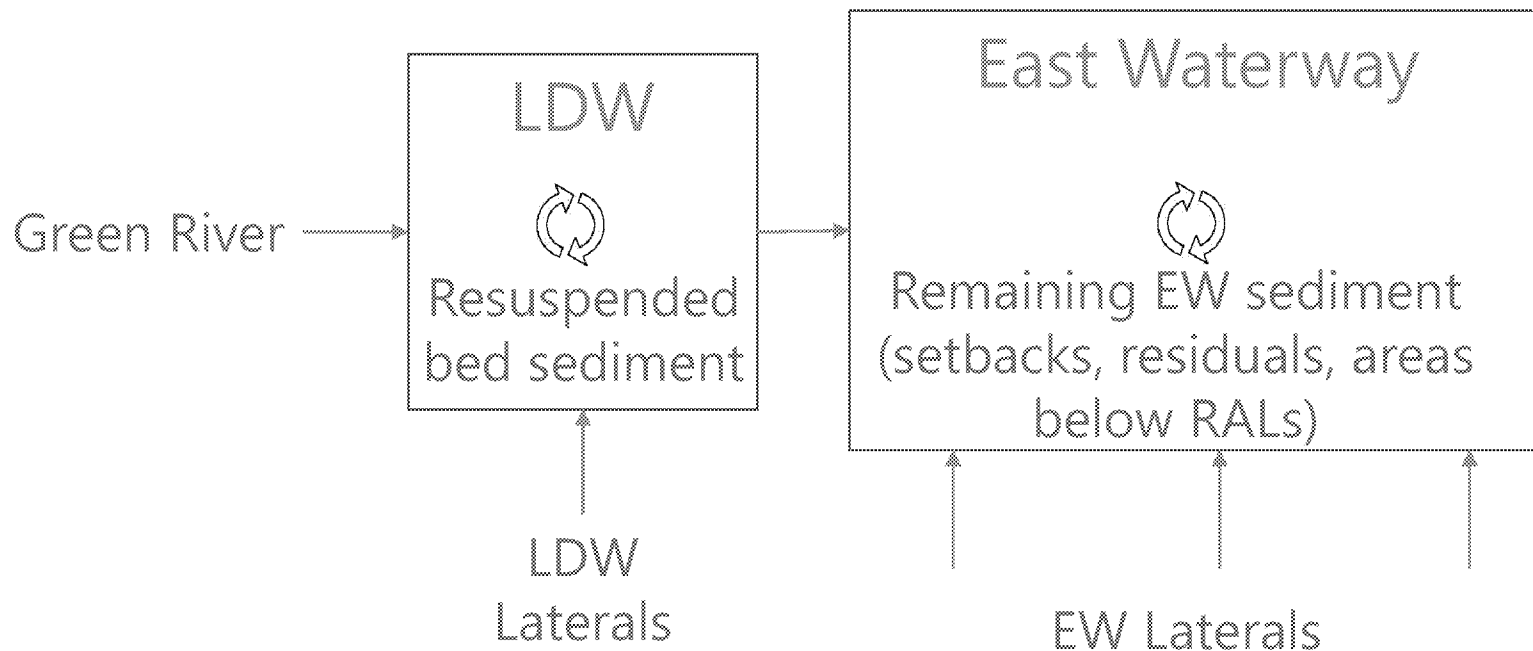 Green River
LDW
Resuspended
bed sediment
LDW
Laterals
East Waterway
Remaining EW sediment
(setbacks, residuals, areas
below RALs)
EW Laterals